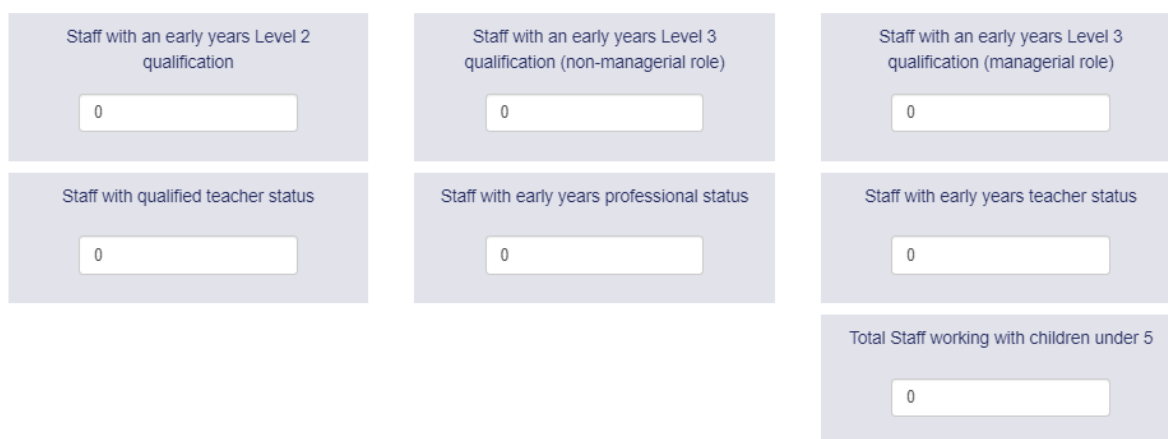 Staff with an early years Level 2
qualification
0
Staff with an early years Level 3
qualification (non-managerial role)
0
Staff with an early years Level 3
qualification (managerial role)
0
Staff with qualified teacher status
0
Staff with early years professional status
0
Staff with early years teacher status
0
Total Staff working with children under 5
0